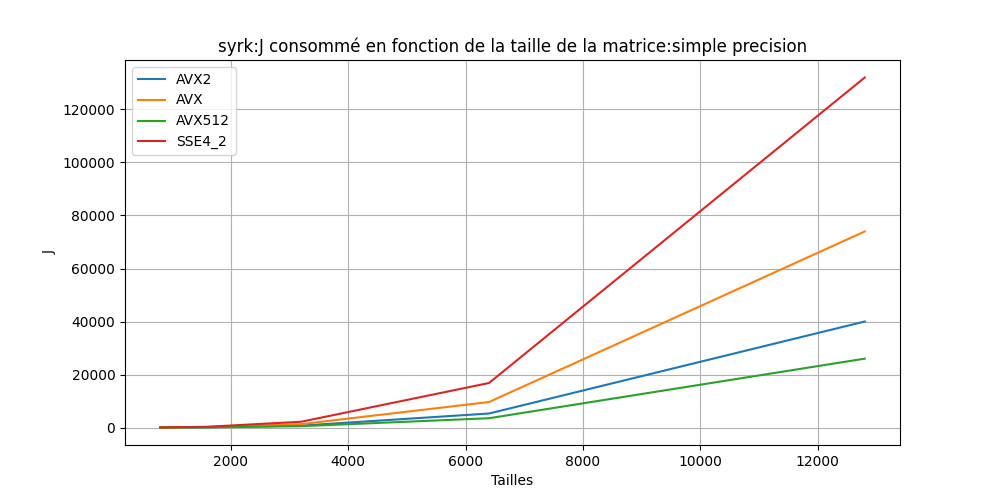 syrk:J consommé en fonction de la taille de la matrice:simple precision
AVX2
AVX
AVX512
SSE4_2
120000
100000
80000
60000
40000
20000
0
J
2000 4000 6000 8000 10000 12000
Tailles